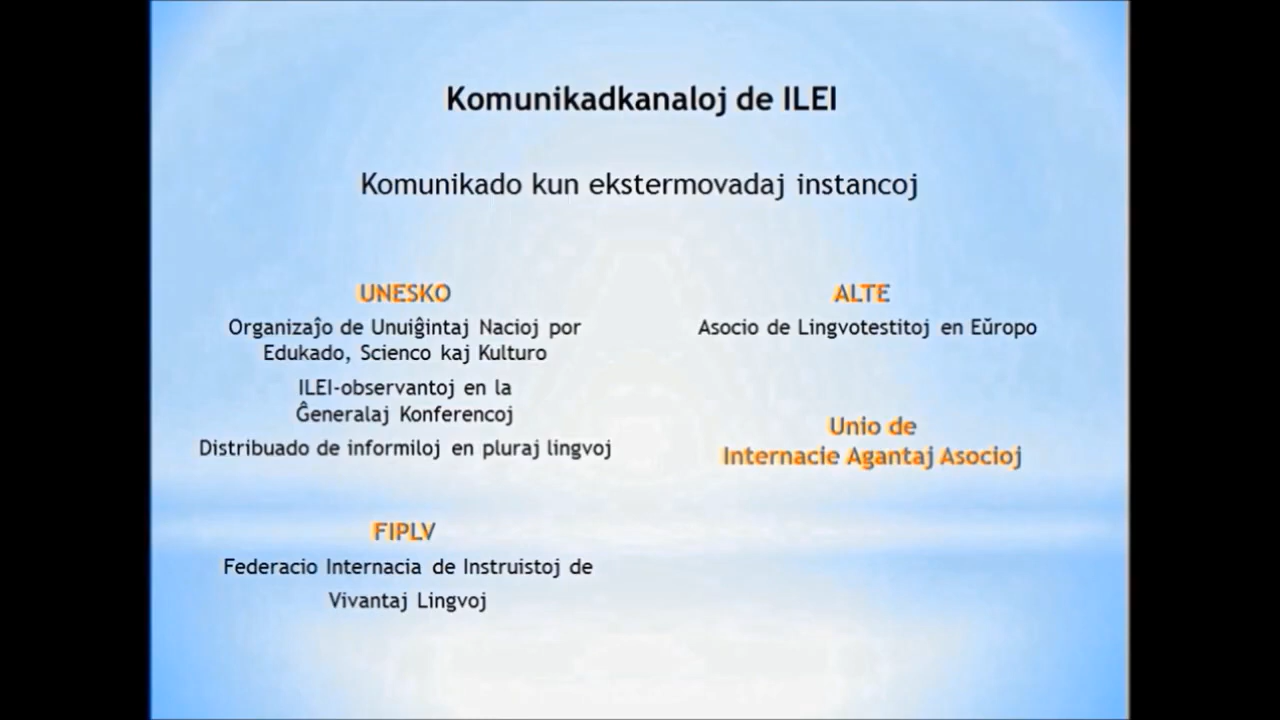 Komunikadkanaloj de ILEI
Komunikado kun ekstermovadaj instancoj
UNESKO
Organizaĵo de Unuiĝintaj Nacioj por
Edukado, Scienco kaj Kulturo
ILEI-observantoj en la
Ĝeneralaj Konferencoj
Distribuado de informiloj en pluraj lingvoj
FIPLV
Federacio Internacia de Instruistoj de
Vivantaj Lingvoj
ALTE
Asocio de Lingvotestitoj en Eŭropo
Unio de
Internacie Agantaj Asocioj